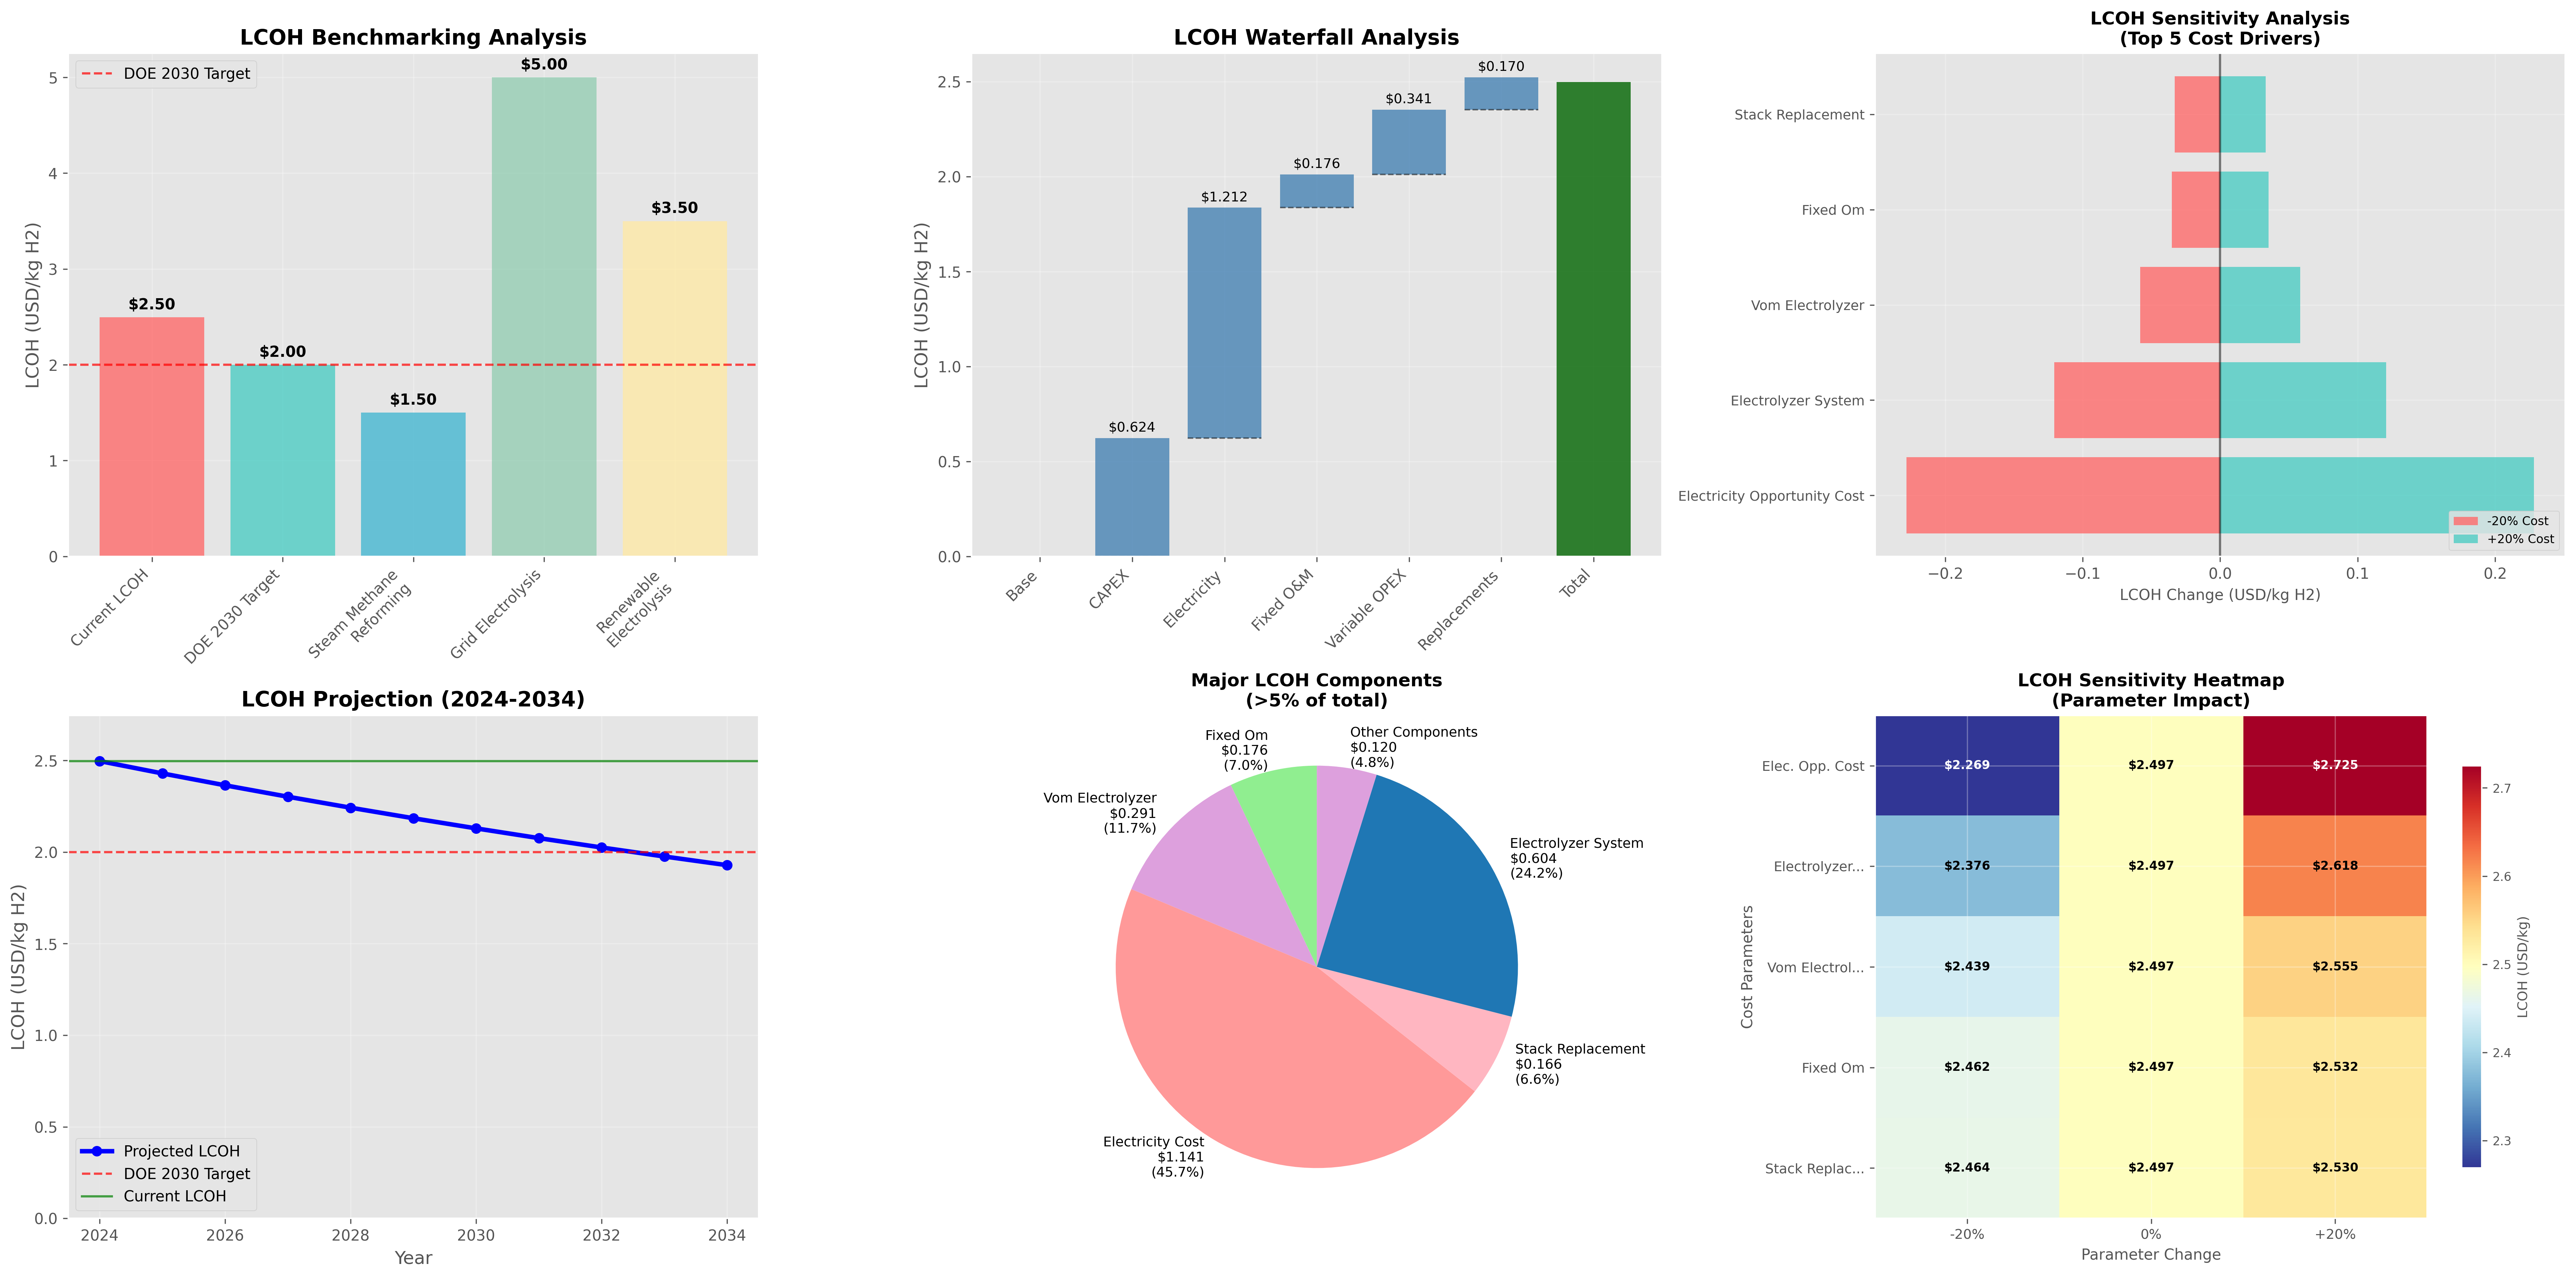 LCOH Benchmarking Analysis
DOE 2030 Target
$2.50
$2.00
$1.50
$5.00
$3.50
LCOH (USD/kg H2)
5
4
3
2
1
0
Current LCOH
DOE 2030 Target
Steam Methane
Reforming
Grid Electrolysis
Renewable
Electrolysis
LCOH Waterfall Analysis
$0.624
$1.212
$0.176
$0.341
$0.170
LCOH (USD/kg H2)
2.5
2.0
1.5
1.0
0.5
0.0
Base
CAPEX
Electricity
Fixed O&M
Variable OPEX
Replacements
Total
LCOH Sensitivity Analysis
(Top 5 Cost Drivers)
Stack Replacement
Fixed Om
Vom Electrolyzer
Electrolyzer System
Electricity Opportunity Cost
-20% Cost
+20% Cost
−0.2
−0.1
0.0
0.1
0.2
LCOH Change (USD/kg H2)
LCOH Projection (2024-2034)
LCOH (USD/kg H2)
2.5
2.0
1.5
1.0
0.5
0.0
Projected LCOH
DOE 2030 Target
Current LCOH
2024
2026
2028
2030
2032
2034
Year
Major LCOH Components
(>5% of total)
Fixed Om
$0.176
(7.0%)
Other Components
$0.120
(4.8%)
Vom Electrolyzer
$0.291
(11.7%)
Electrolyzer System
$0.604
(24.2%)
Stack Replacement
$0.166
(6.6%)
Electricity Cost
$1.141
(45.7%)
LCOH Sensitivity Heatmap
(Parameter Impact)
Cost Parameters
Elec. Opp. Cost
$2.269
$2.497
$2.725
Electrolyzer...
$2.376
$2.497
$2.618
Vom Electrol...
$2.439
$2.497
$2.555
Fixed Om
$2.462
$2.497
$2.532
Stack Replac...
$2.464
$2.497
$2.530
-20%
0%
+20%
Parameter Change
2.7
2.6
2.5
2.4
2.3
LCOH (USD/kg)